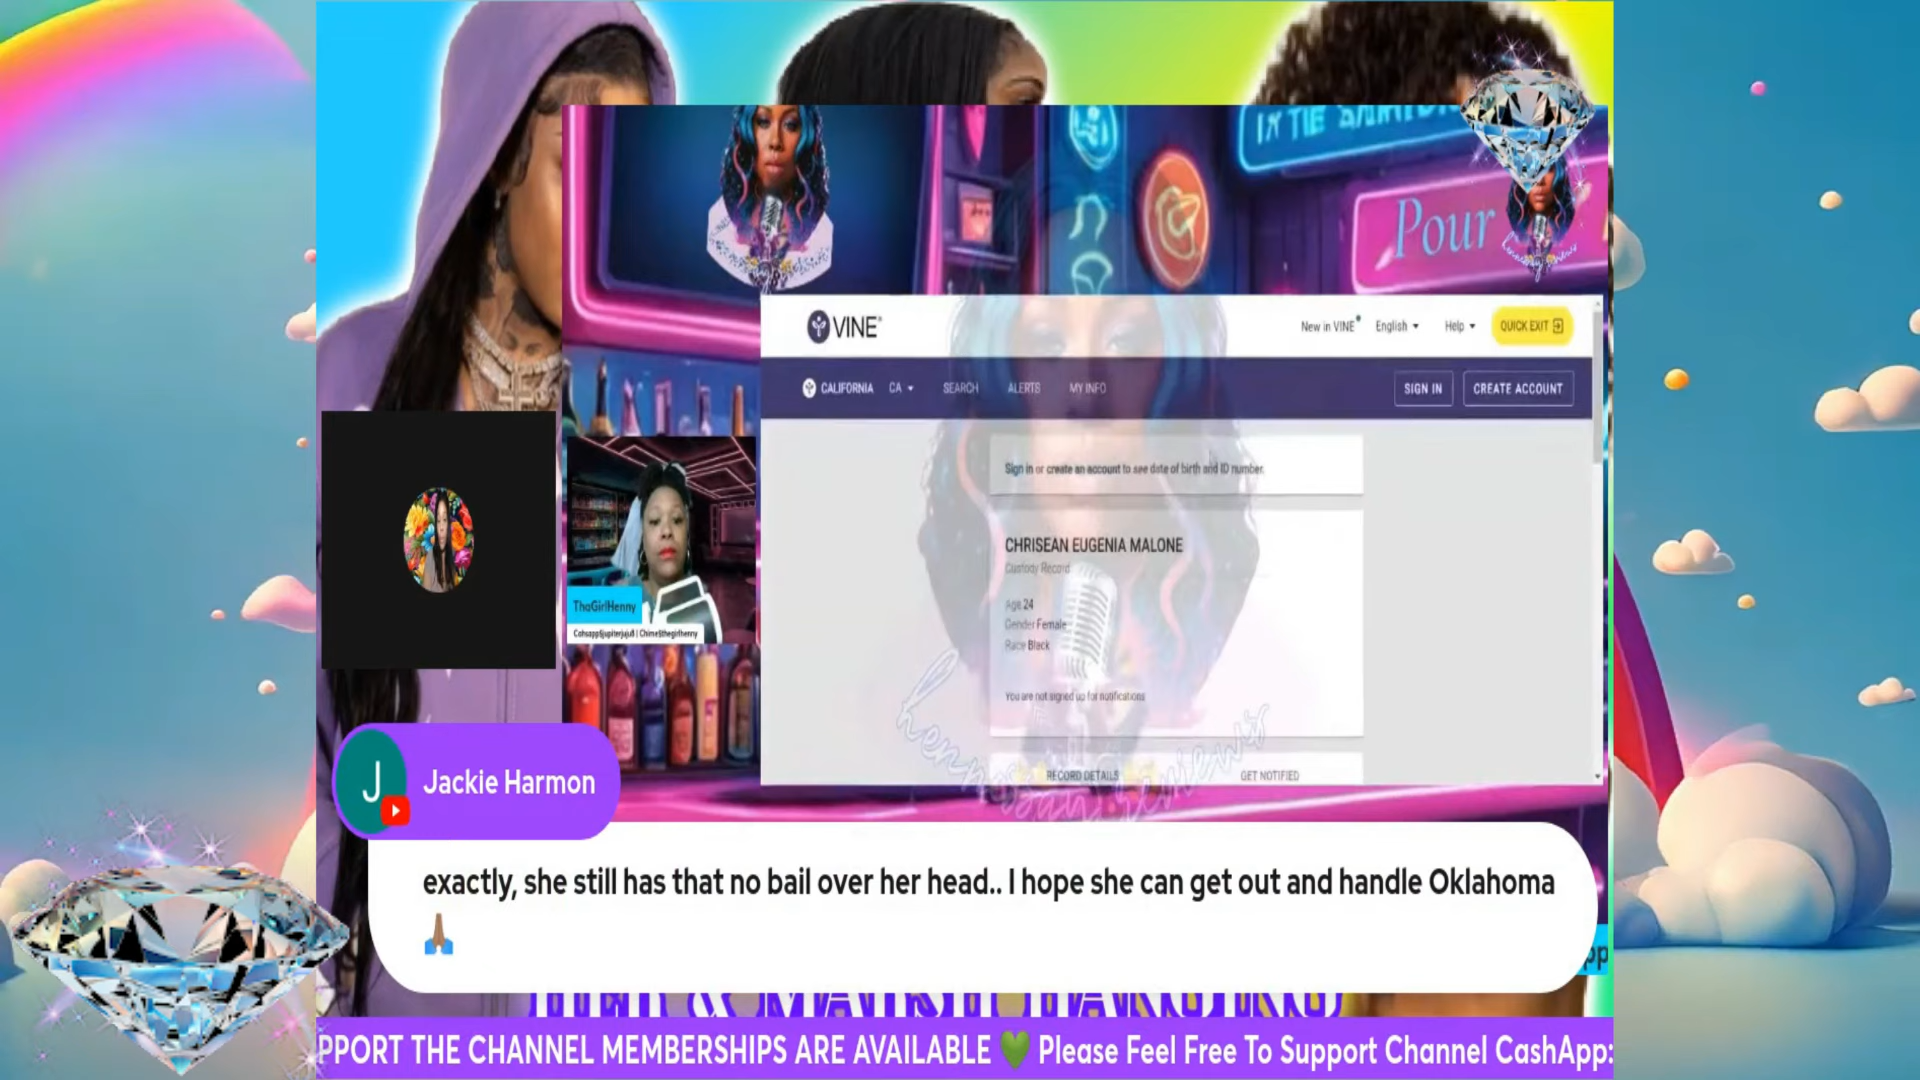 Pour
VINE
New in VINE
English
Help
QUICK EXIT
CALIFORNIA
CA
SEARCH
ALERTS
MY INFO
SIGN IN
CREATE ACCOUNT
Sign in or create an account to see date of birth and ID number.
CHRISEAN EUGENIA MALONE
Custody Record
Age 24
Gender Female
Race Black
You are not signed up for notifications
RECORD DETAILS
GET NOTIFIED
ThaGirlHenny
J
Jackie Harmon
exactly, she still has that no bail over her head.. I hope she can get out and handle Oklahoma
🙏🏽
PPORT THE CHANNEL MEMBERSHIPS ARE AVAILABLE 💚 Please Feel Free To Support Channel CashApp: